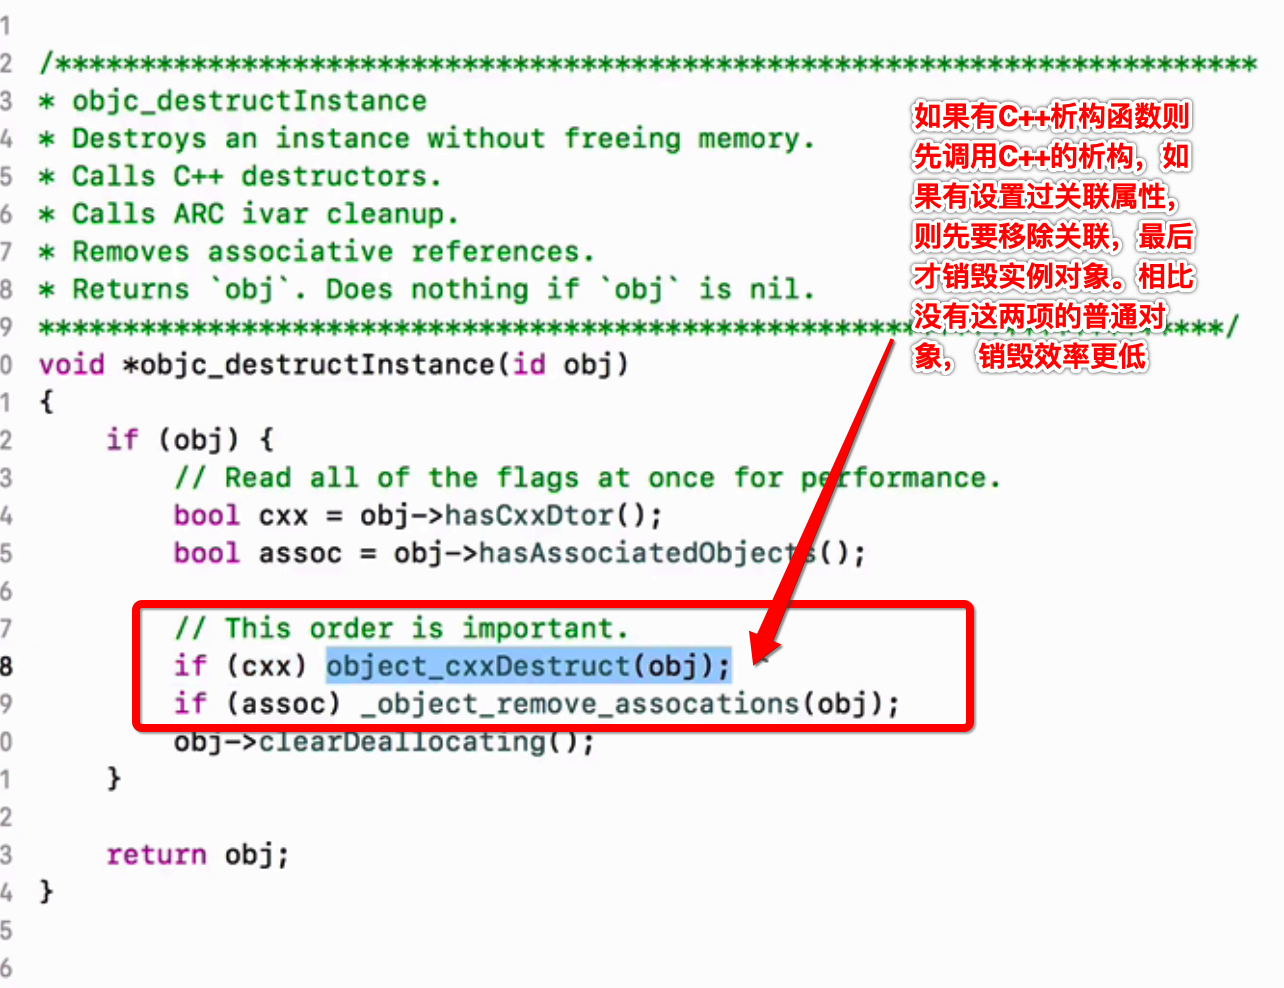 1
2 /***********************************************************************
3 * objc_destructInstance
4 * Destroys an instance without freeing memory.
5 * Calls C++ destructors.
6 * Calls ARC ivar cleanup.
7 * Removes associative references.
8 * Returns `obj`. Does nothing if `obj` is nil.
9 **********************************************************************/
0 void *objc_destructInstance(id obj)
1 {
2 if (obj) {
3 // Read all of the flags at once for performance.
4 bool cxx = obj->hasCxxDtor();
5 bool assoc = obj->hasAssociatedObjects();
6
7 // This order is important.
8 if (cxx) object_cxxDestruct(obj);
9 if (assoc) _object_remove_assocations(obj);
0 obj->clearDeallocating();
1 }
2
3 return obj;
4 }
5
6
如果有C++析构函数则
先调用C++的析构，如
果有设置过关联属性，
则先要移除关联，最后
才销毁实例对象。相比
没有这两项的普通对
象， 销毁效率更低